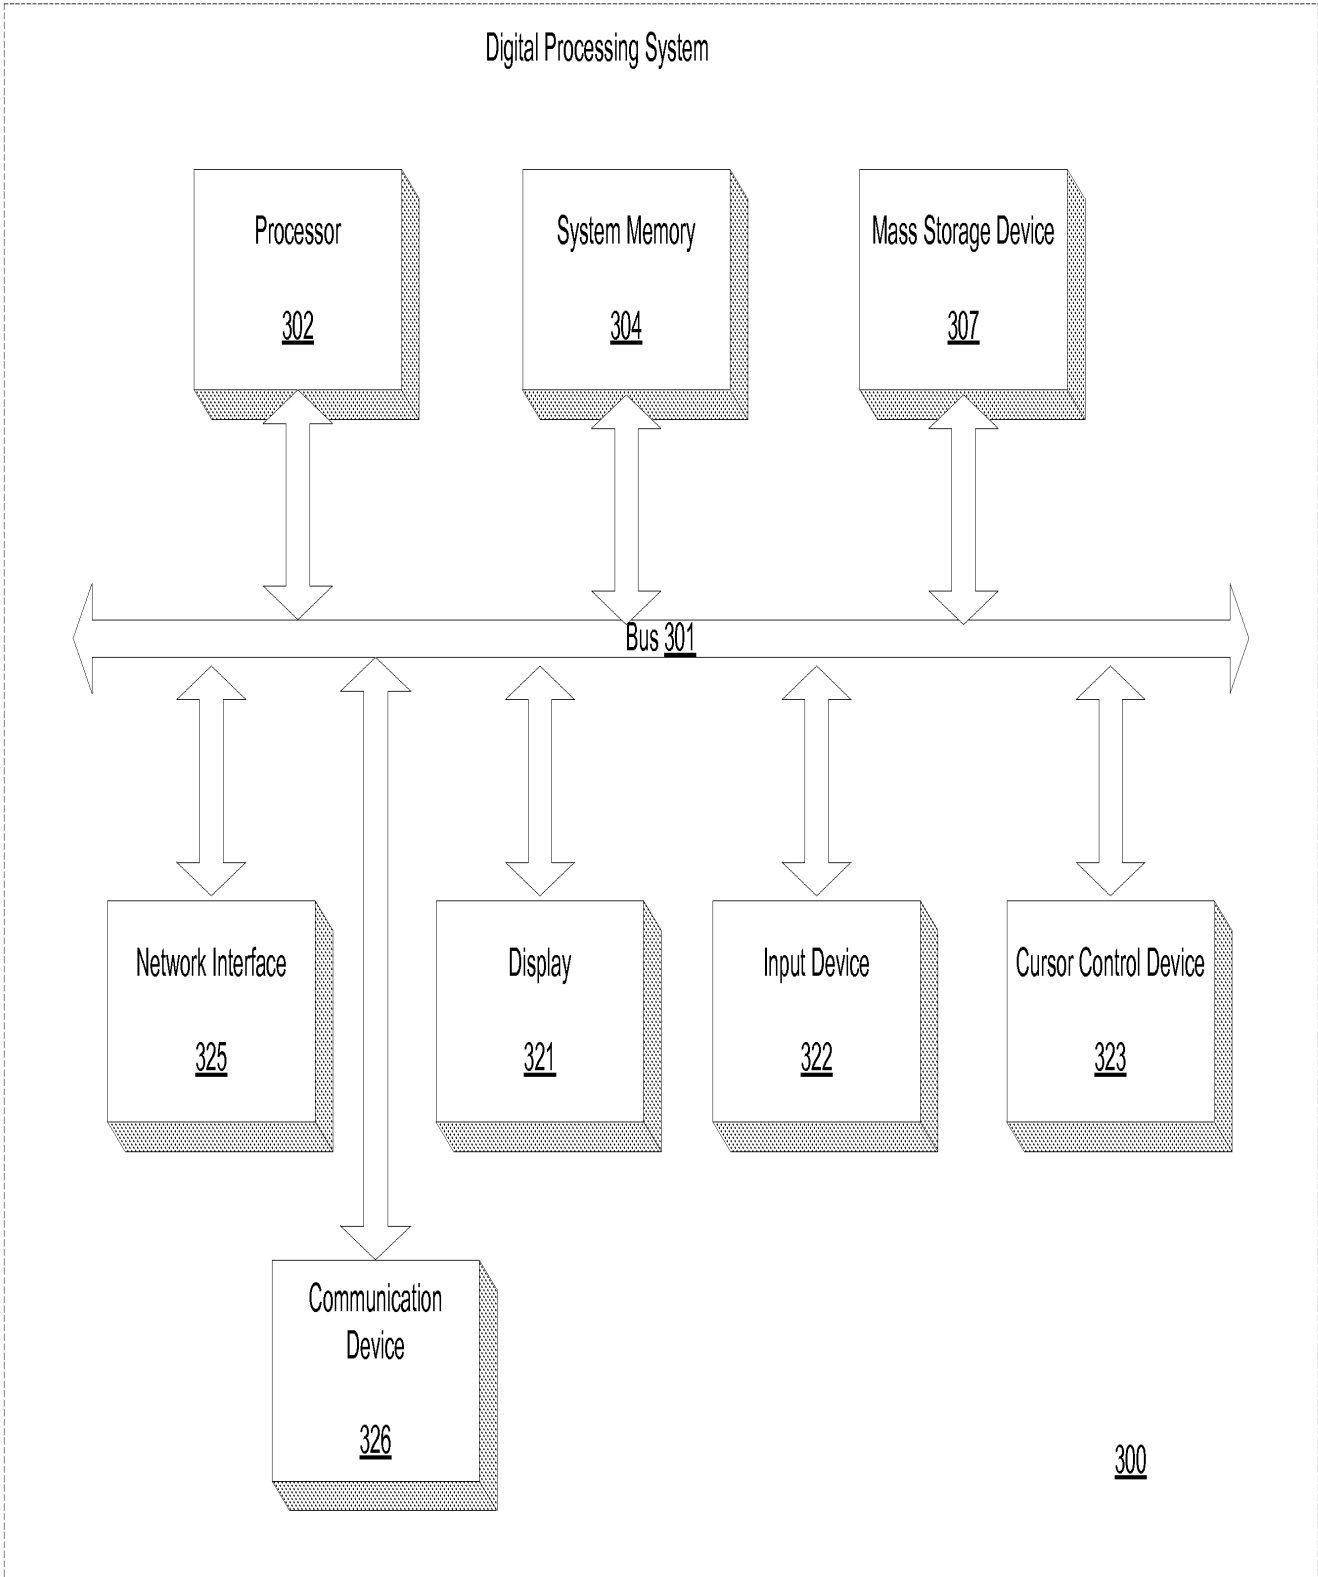 Digital Processing System
Processor
302
System Memory
304
Mass Storage Device
307
Bus 301
Network Interface
325
Display
321
Input Device
322
Cursor Control Device
323
Communication
Device
326
300